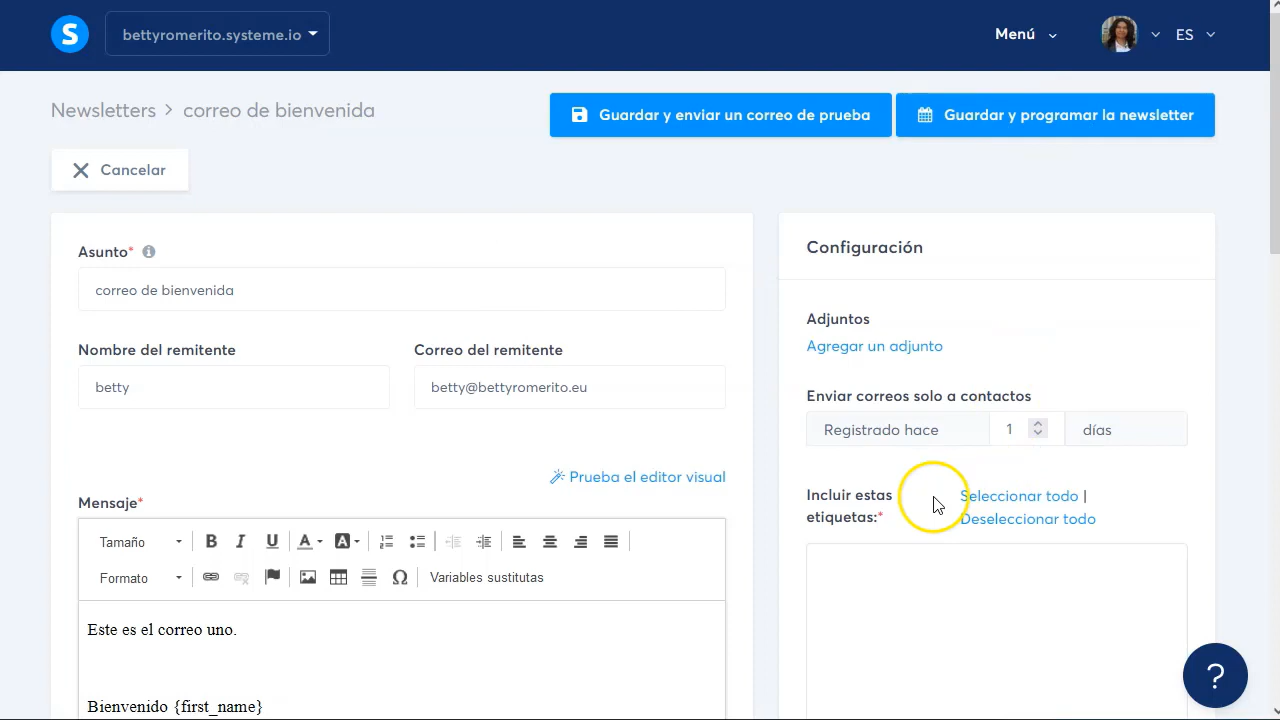 S bettyromerito.systeme.io Menú ES
Newsletters > correo de bienvenida
Guardar y enviar un correo de prueba
Guardar y programar la newsletter
Cancelar
Asunto*
correo de bienvenida
Nombre del remitente
Correo del remitente
betty
betty@bettyromerito.eu
Prueba el editor visual
Mensaje*
Tamaño B I U A A
Formato Ω Variables sustitutas
Este es el correo uno.
Bienvenido {first_name}
Configuración
Adjuntos
Agregar un adjunto
Enviar correos solo a contactos
Registrado hace 1 días
Incluir estas
etiquetas:*
Seleccionar todo |
Deseleccionar todo
?